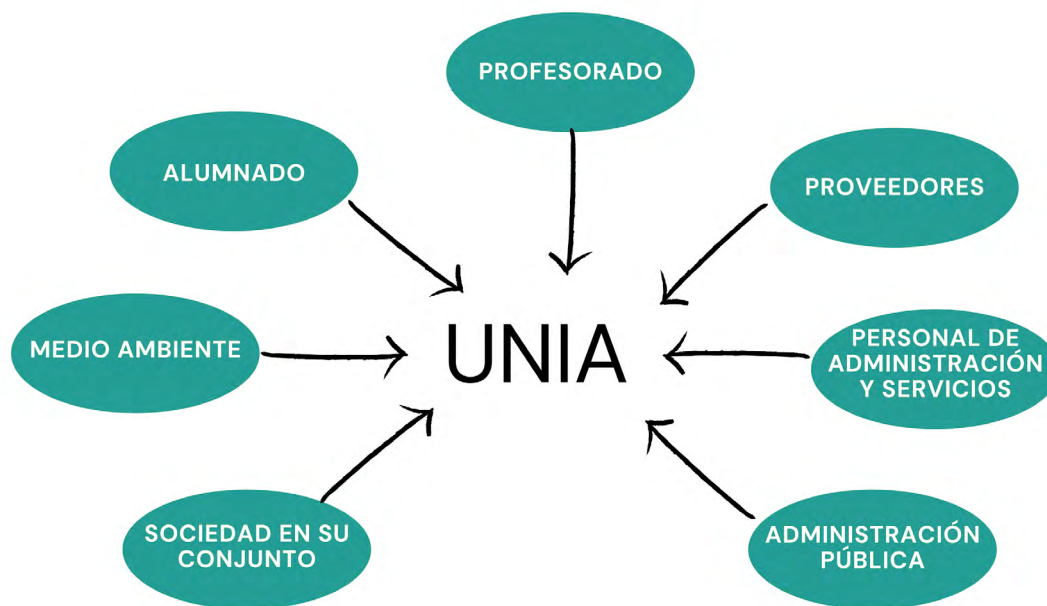 PROFESORADO
ALUMNADO
PROVEEDORES
MEDIO AMBIENTE
UNIA
PERSONAL DE
ADMINISTRACIÓN
Y SERVICIOS
SOCIEDAD EN SU
CONJUNTO
ADMINISTRACIÓN
PÚBLICA